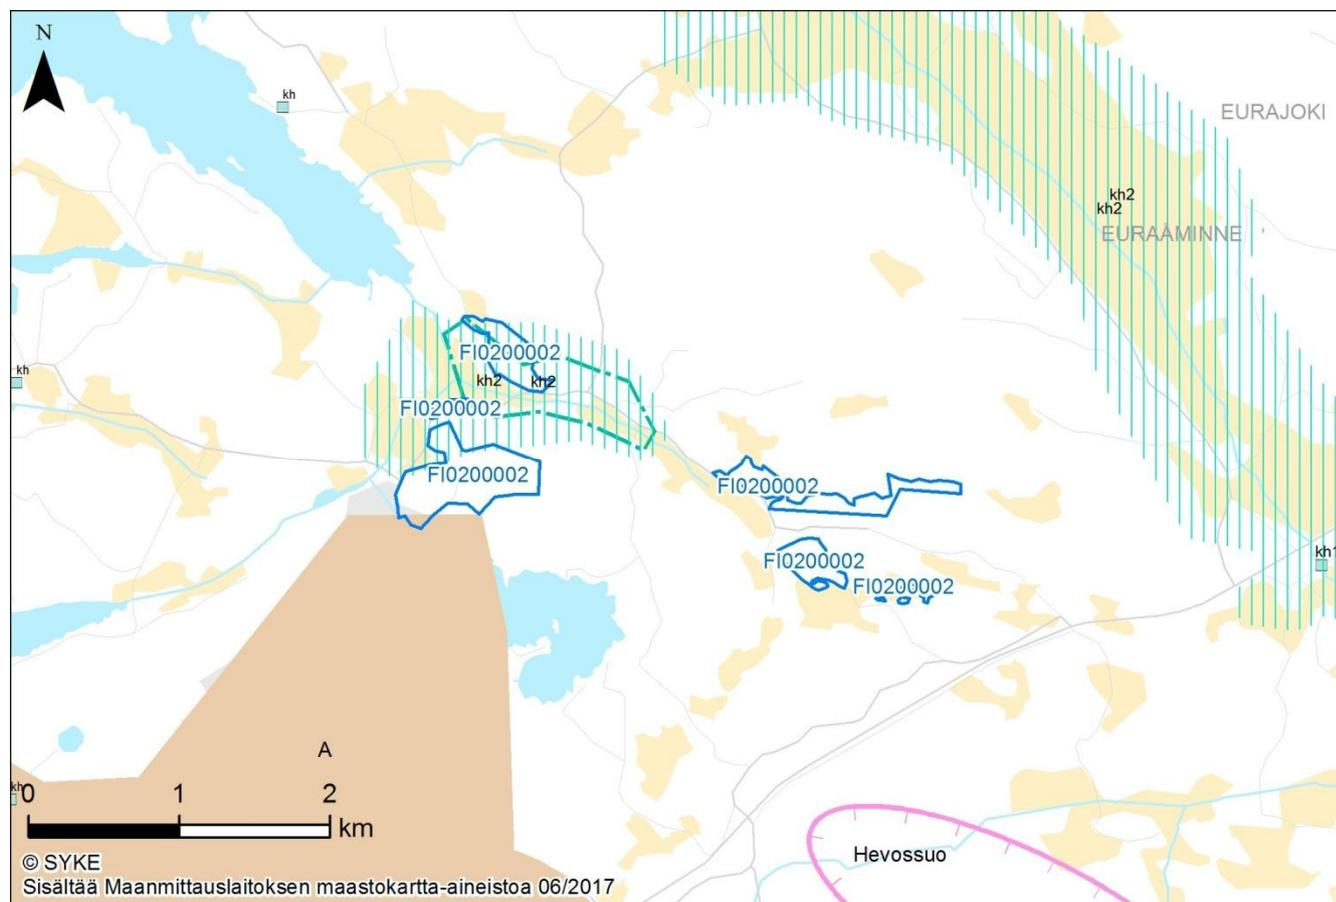 N
kh
EURAJOKI
kh2
kh2
EURAÅMINNE
FI0200002
kh
kh2
kh2
FI0200002
FI0200002
FI0200002
FI0200002
kh1
FI0200002
A
kh
0 1 2
km
Hevossuo
© SYKE
Sisältää Maanmittauslaitoksen maastokartta-aineistoa 06/2017